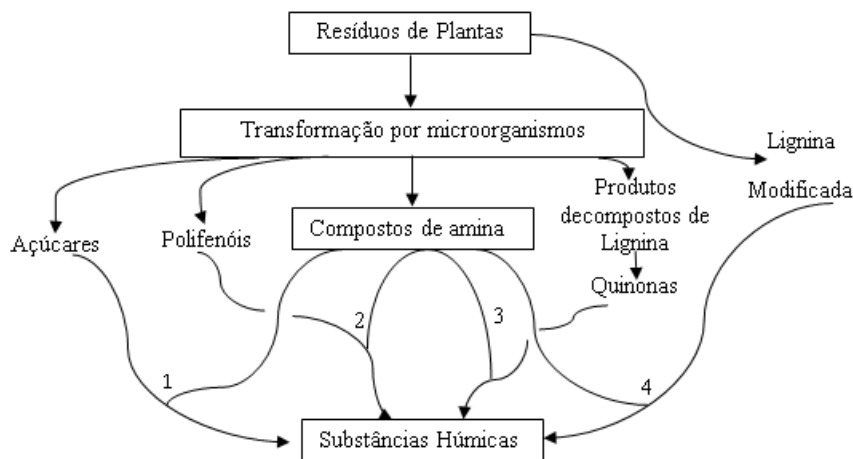 Resíduos de Plantas
Transformação por microorganismos
Lignina
Modificada
Produtos
decompostos de
Lignina
Açúcares
Polifenóis
Compostos de amina
Quinonas
1
2
3
4
Substâncias Húmicas